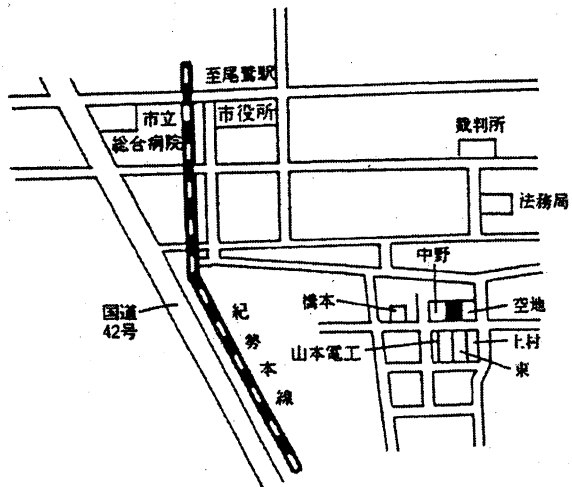 至尾鷲駅
市立
総合病院
市役所
裁判所
法務局
中野
橋本
空地
国道
42号
紀勢本線
山本電工
上村
東